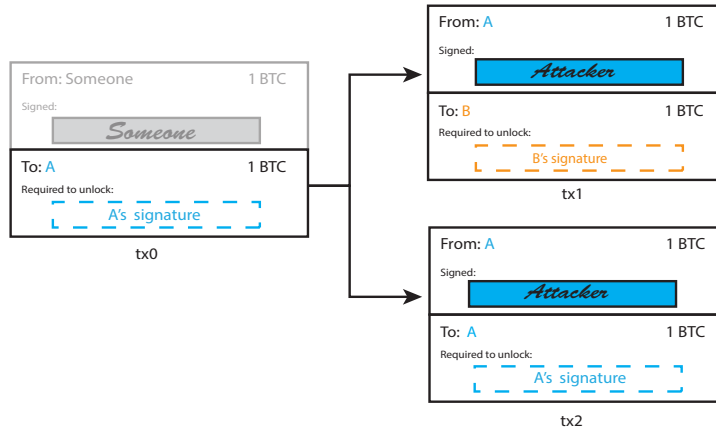 From: Someone 1 BTC
Signed:
Someone
To: A 1 BTC
Required to unlock:
A's signature
tx0
From: A 1 BTC
Signed:
Attacker
To: B 1 BTC
Required to unlock:
B's signature
tx1
From: A 1 BTC
Signed:
Attacker
To: A 1 BTC
Required to unlock:
A's signature
tx2